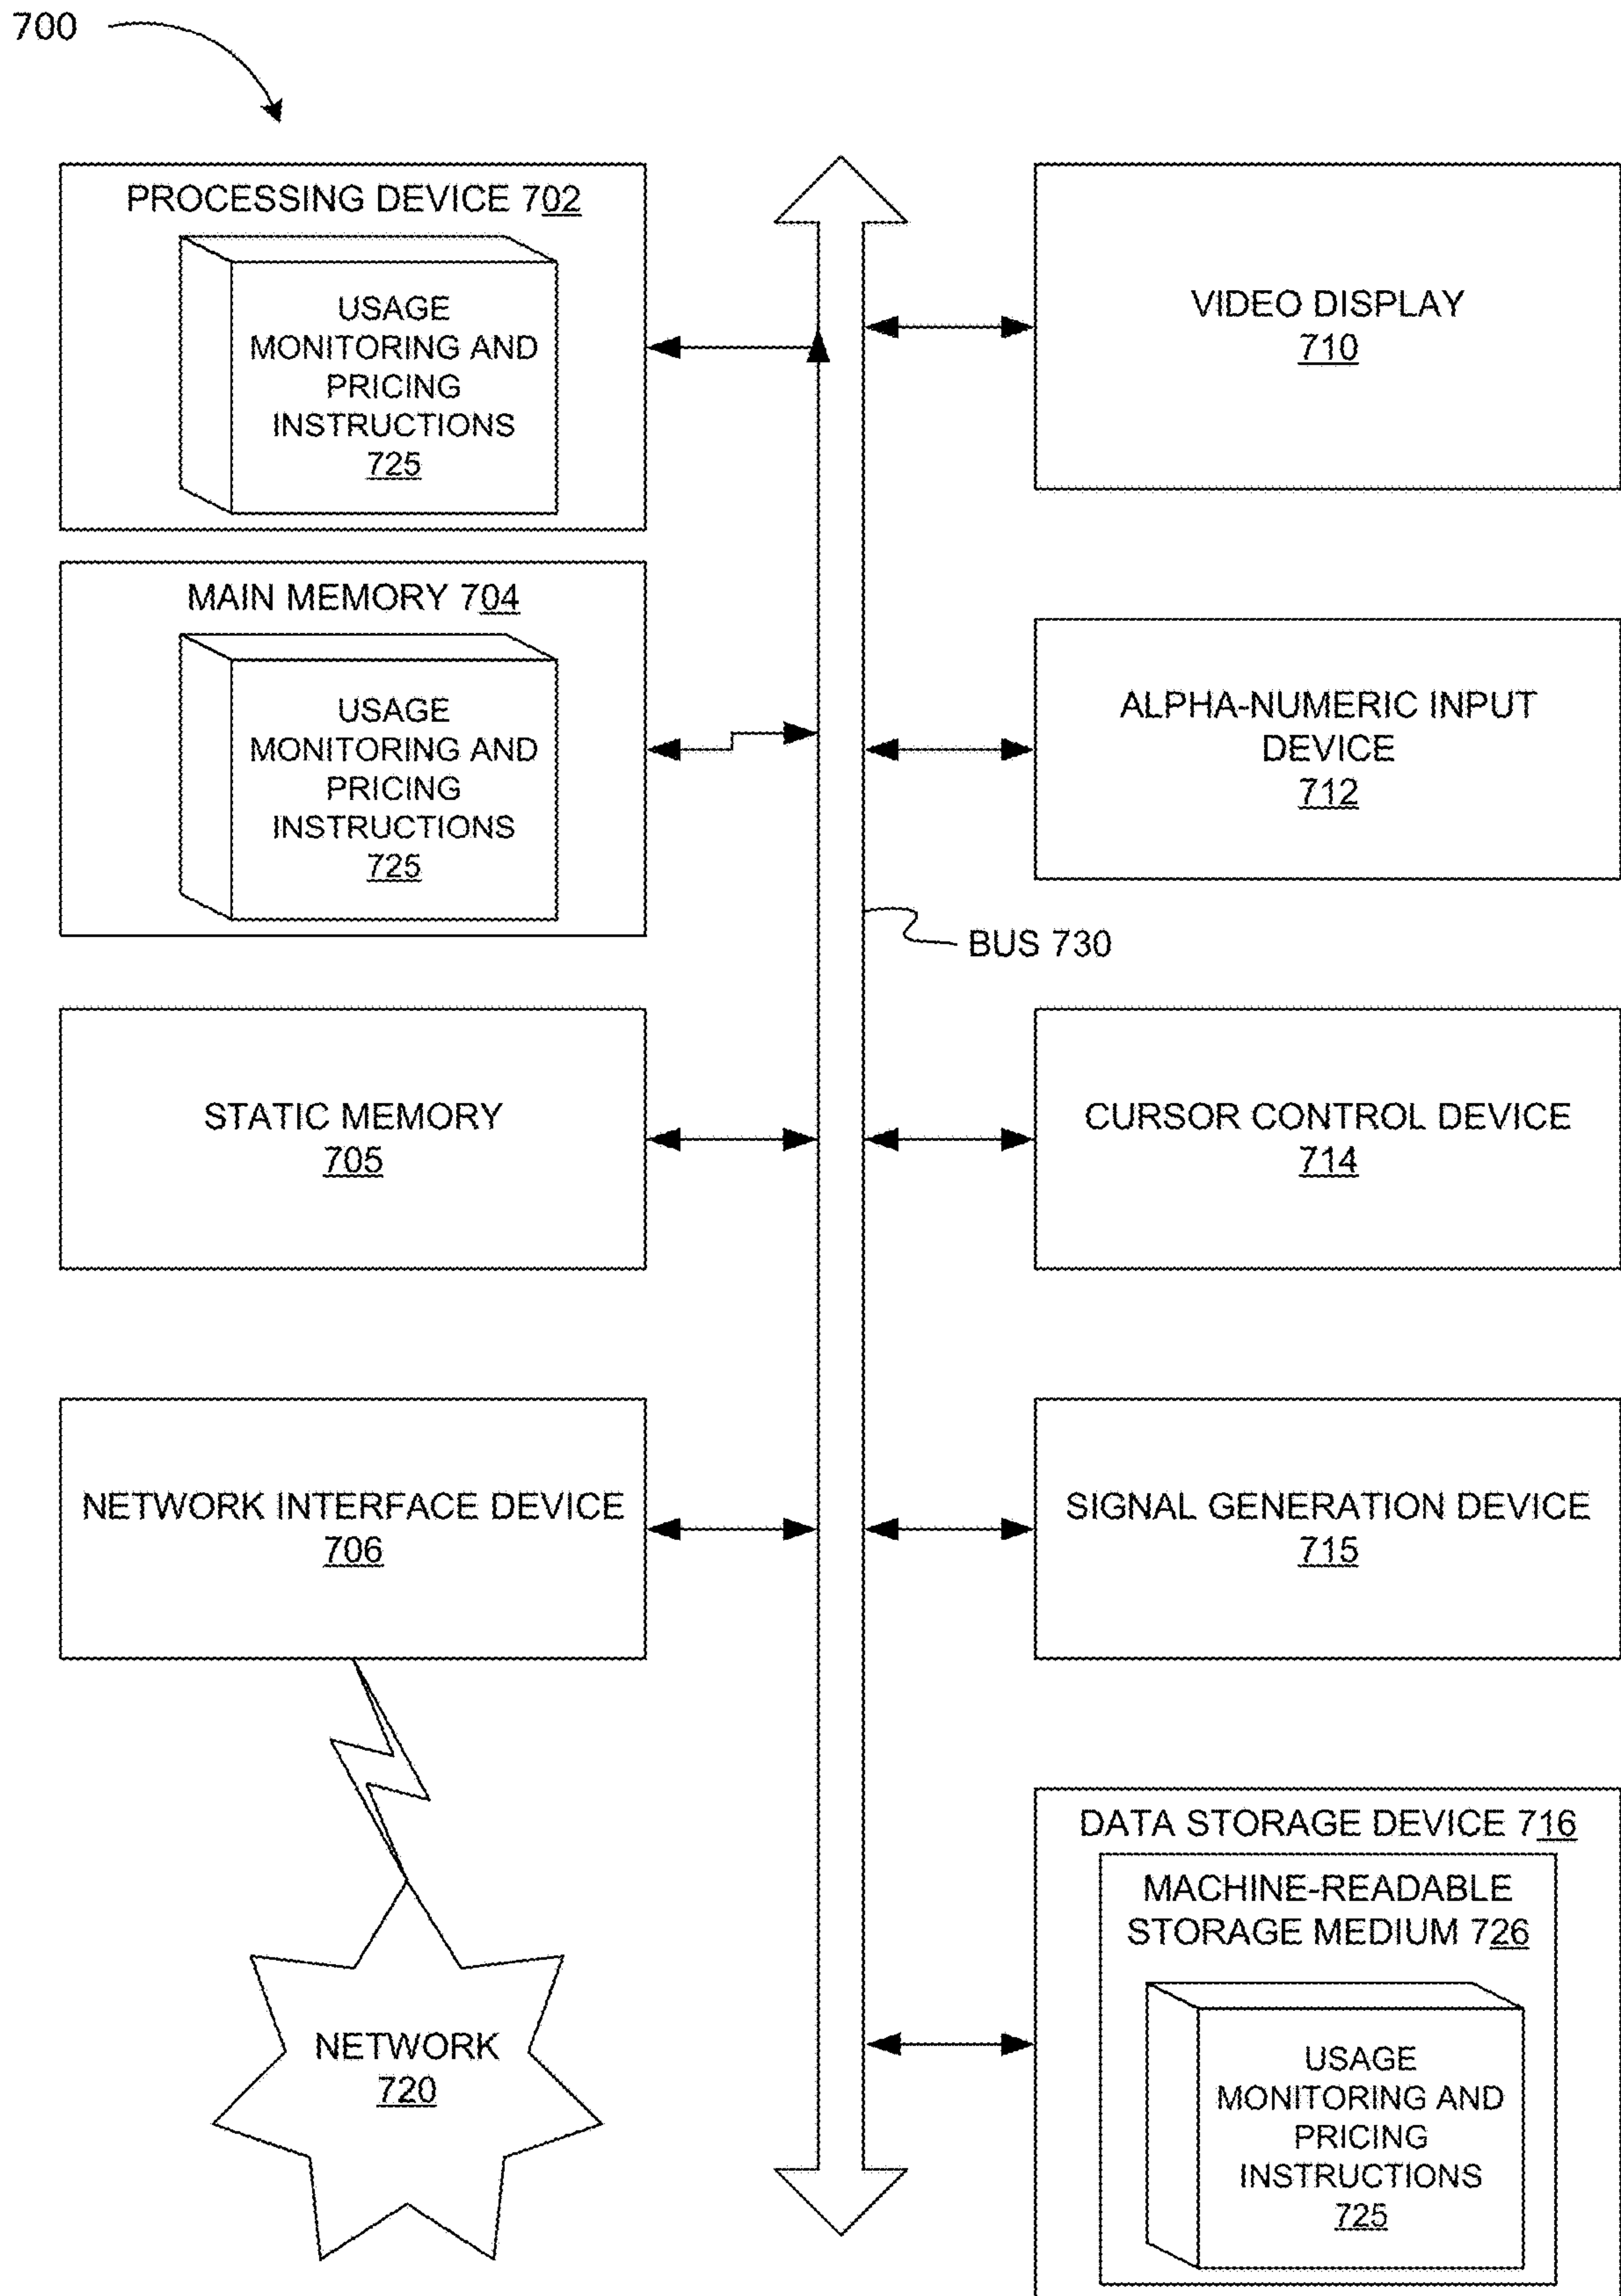 700
PROCESSING DEVICE 702
USAGE
MONITORING AND
PRICING
INSTRUCTIONS
725
MAIN MEMORY 704
USAGE
MONITORING AND
PRICING
INSTRUCTIONS
725
STATIC MEMORY
705
NETWORK INTERFACE DEVICE
706
NETWORK
720
BUS 730
VIDEO DISPLAY
710
ALPHA-NUMERIC INPUT
DEVICE
712
CURSOR CONTROL DEVICE
714
SIGNAL GENERATION DEVICE
715
DATA STORAGE DEVICE 716
MACHINE-READABLE
STORAGE MEDIUM 726
USAGE
MONITORING AND
PRICING
INSTRUCTIONS
725